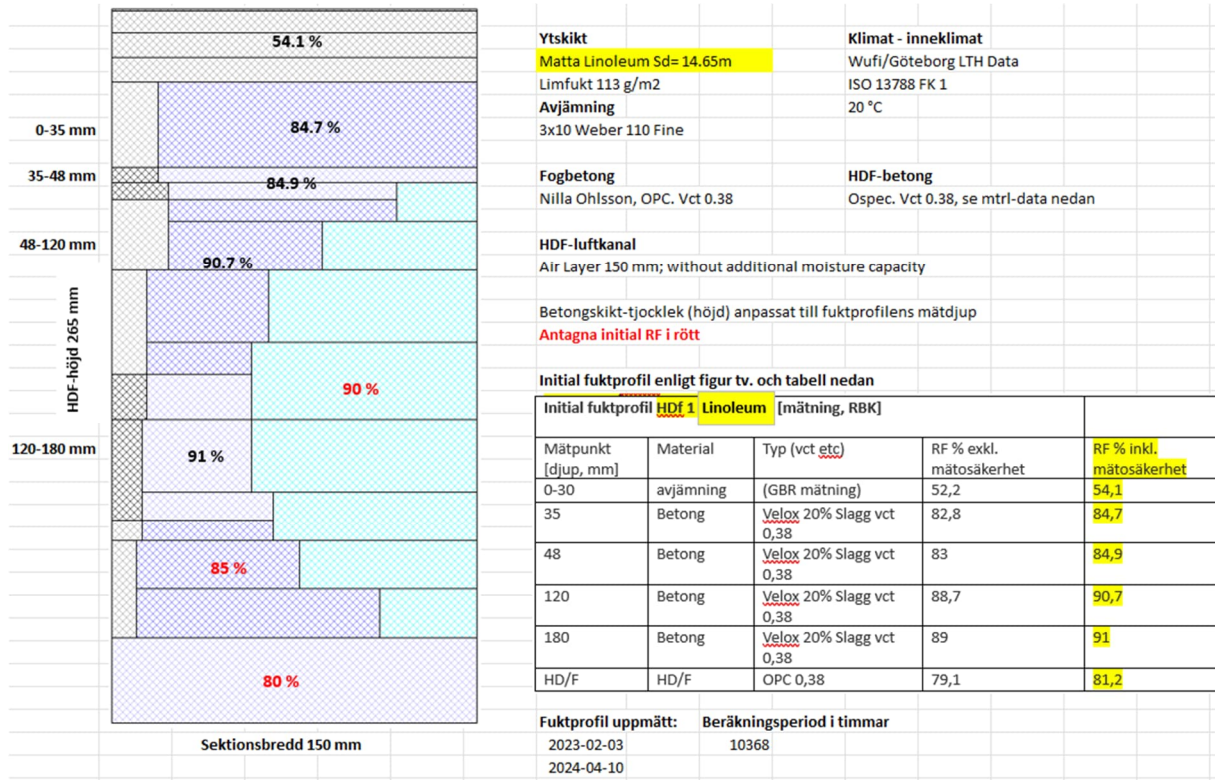 54.1 %
0-35 mm
84.7 %
35-48 mm
84.9 %
48-120 mm
90.7 %
HDF-höjd 265 mm
90 %
120-180 mm
91 %
85 %
80 %
Sektionsbredd 150 mm
Ytskikt
Matta Linoleum Sd= 14.65m
Limfukt 113 g/m2
Avjämning
3x10 Weber 110 Fine
Klimat - inneklimat
Wufi/Göteborg LTH Data
ISO 13788 FK 1
20 °C
Fogbetong
Nilla Ohlsson, OPC. Vct 0.38
HDF-betong
Ospec. Vct 0.38, se mtrl-data nedan
HDF-luftkanal
Air Layer 150 mm; without additional moisture capacity
Betongskikt-tjocklek (höjd) anpassat till fuktprofilens mätdjup
Antagna initial RF i rött
Initial fuktprofil enligt figur tv. och tabell nedan
Initial fuktprofil HDf 1 Linoleum [mätning, RBK]
Mätpunkt [djup, mm] Material Typ (vct etc) RF % exkl. mätosäkerhet RF % inkl. mätosäkerhet
0-30 avjämning (GBR mätning) 52,2 54,1
35 Betong Velox 20% Slagg vct 0,38 82,8 84,7
48 Betong Velox 20% Slagg vct 0,38 83 84,9
120 Betong Velox 20% Slagg vct 0,38 88,7 90,7
180 Betong Velox 20% Slagg vct 0,38 89 91
HD/F HD/F OPC 0,38 79,1 81,2
Fuktprofil uppmätt: Beräkningsperiod i timmar
2023-02-03 10368
2024-04-10